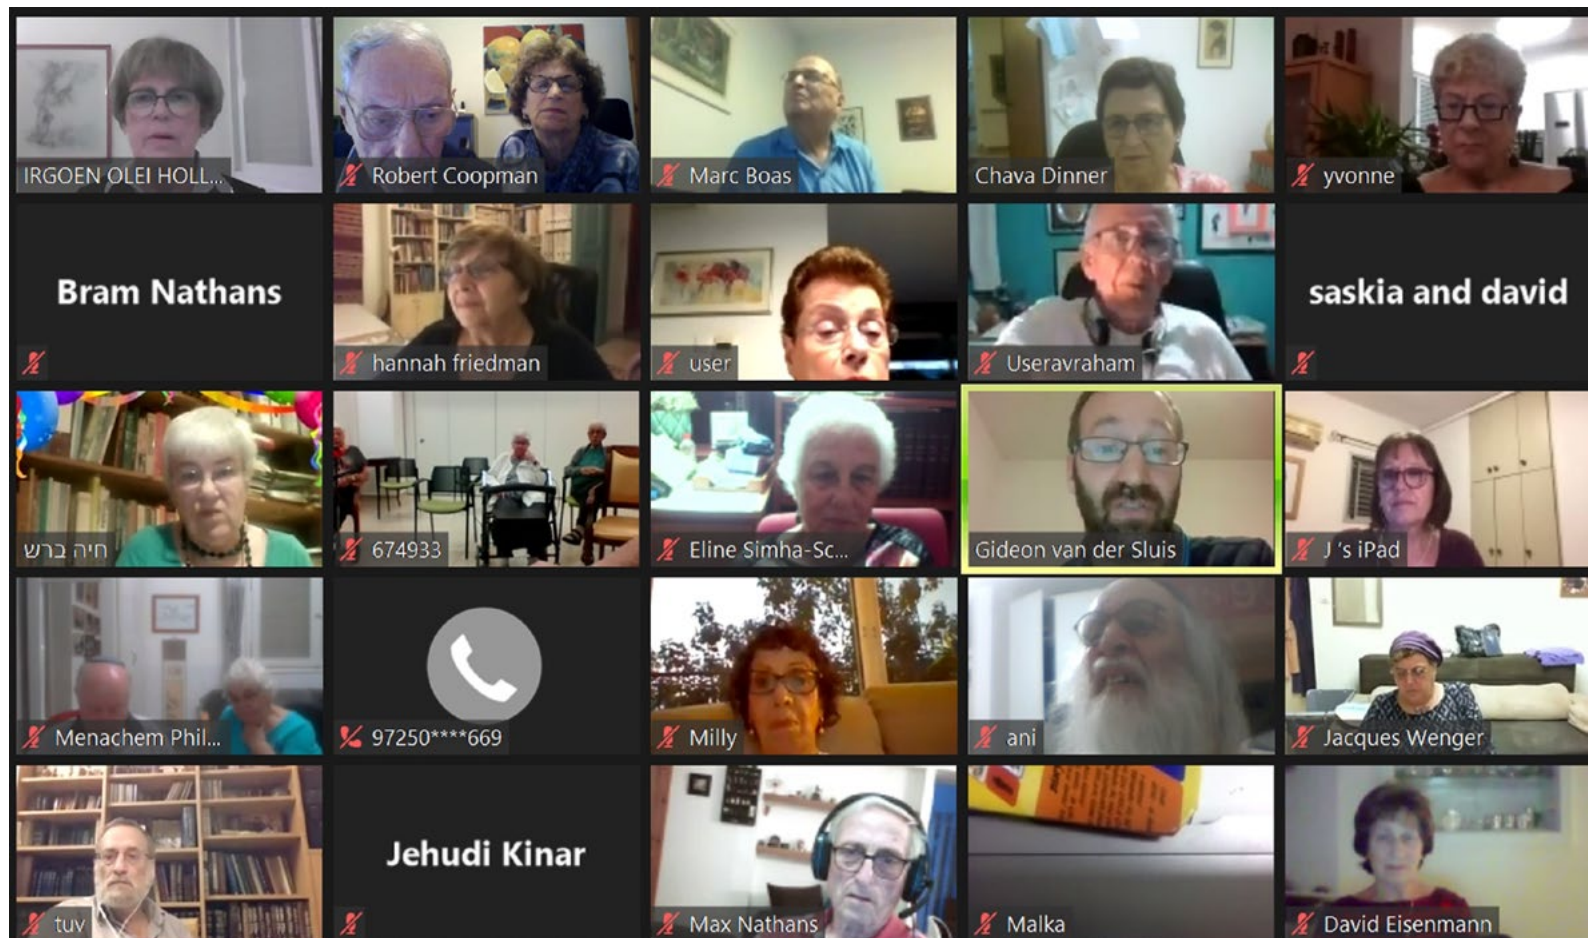 IRGOEN OLEI HOLL...
Robert Coopman
Marc Boas
Chava Dinner
yvonne
Bram Nathans
hannah friedman
user
Useravraham
saskia and david
חיה ברש
674933
Eline Simha-Sc...
Gideon van der Sluis
J 's iPad
Menachem Phil...
97250****669
Milly
ani
Jacques Wenger
tuv
Jehudi Kinar
Max Nathans
Malka
David Eisenmann